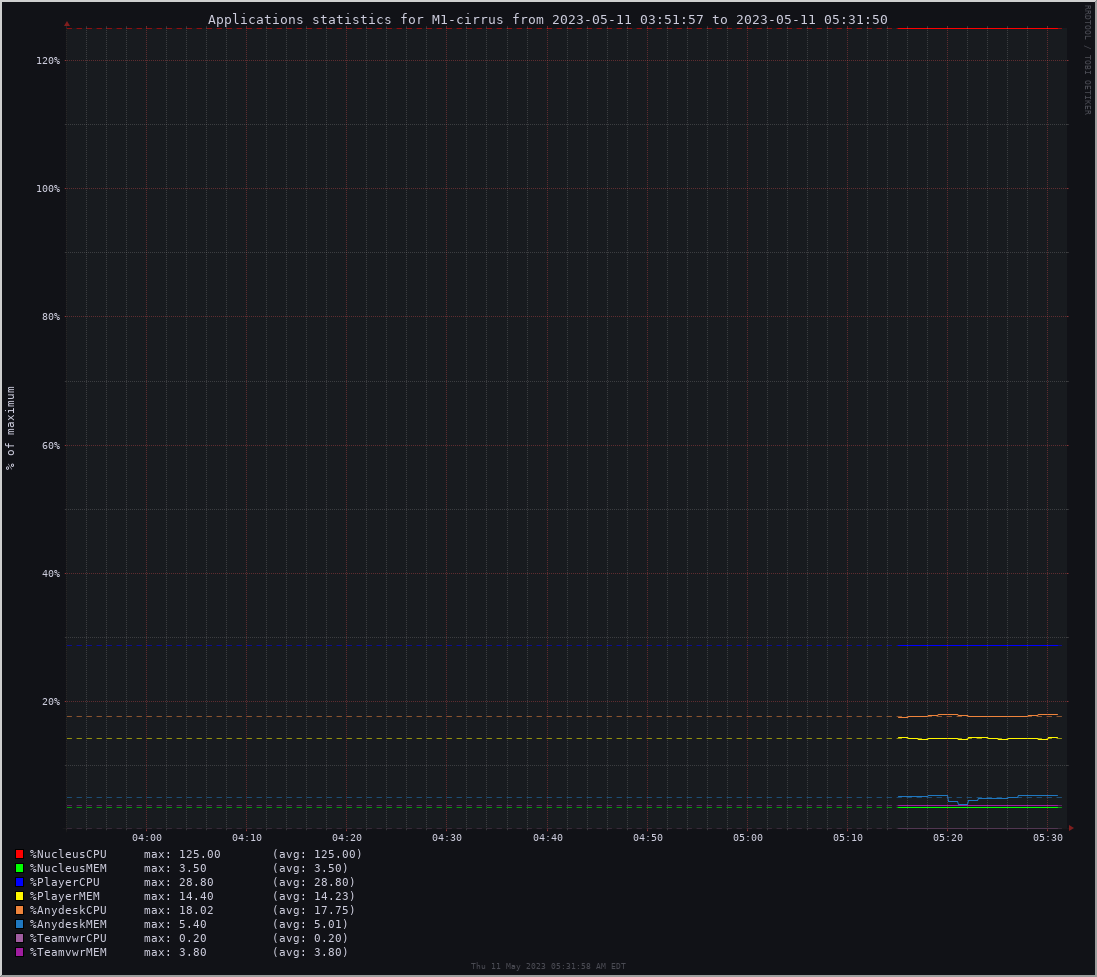 Applications statistics for M1-cirrus from 2023-05-11 03:51:57 to 2023-05-11 05:31:50
RRDTOOL / TOBI OETIKER
% of maximum
120%
100%
80%
60%
40%
20%
04:00 04:10 04:20 04:30 04:40 04:50 05:00 05:10 05:20 05:30
%NucleusCPU max: 125.00 (avg: 125.00)
%NucleusMEM max: 3.50 (avg: 3.50)
%PlayerCPU max: 28.80 (avg: 28.80)
%PlayerMEM max: 14.40 (avg: 14.23)
%AnydeskCPU max: 18.02 (avg: 17.75)
%AnydeskMEM max: 5.40 (avg: 5.01)
%TeamvwrCPU max: 0.20 (avg: 0.20)
%TeamvwrMEM max: 3.80 (avg: 3.80)
Thu 11 May 2023 05:31:58 AM EDT